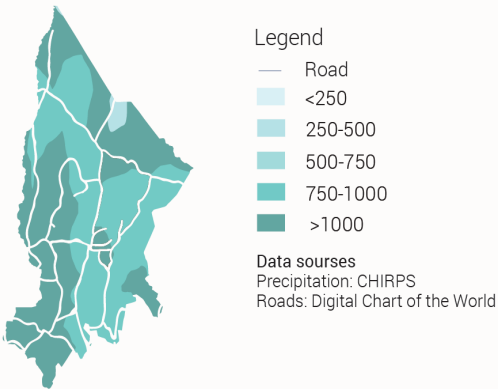 Legend
Road
<250
250-500
500-750
750-1000
>1000
Data sourses
Precipitation: CHIRPS
Roads: Digital Chart of the World